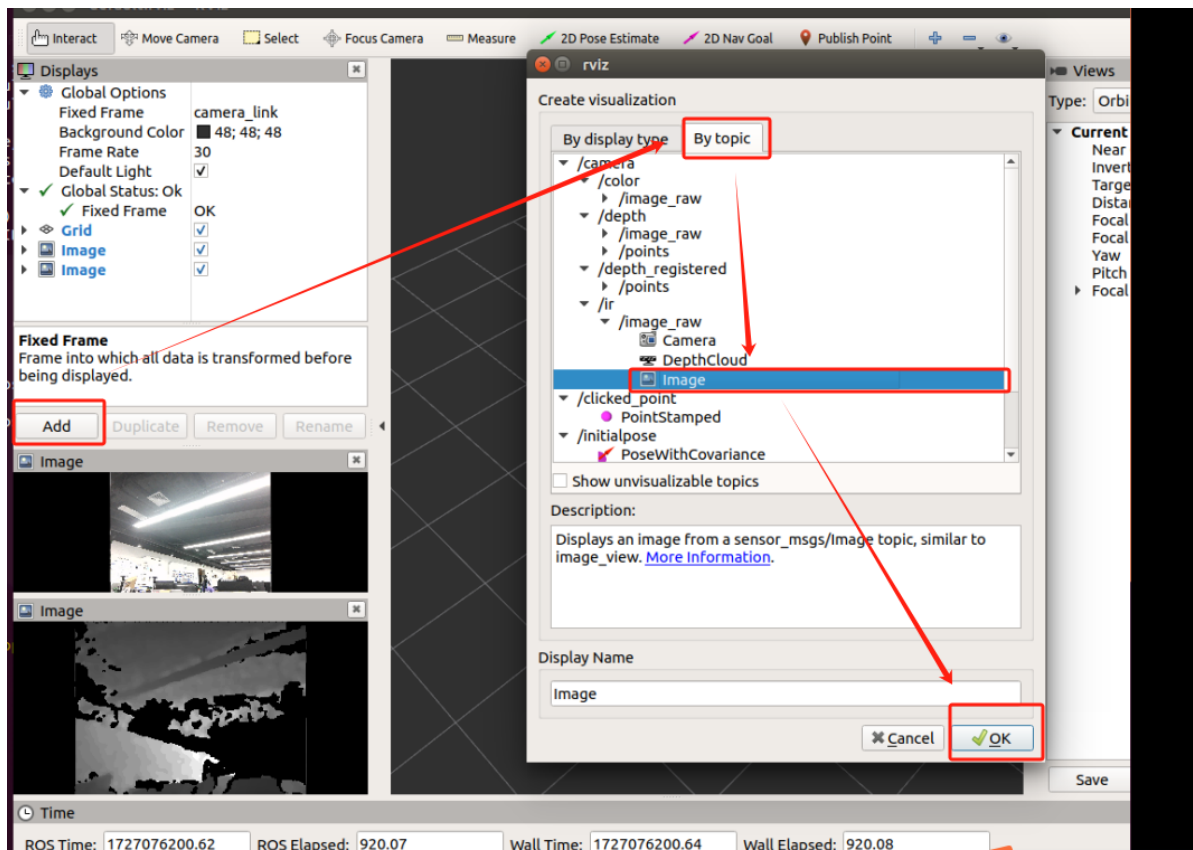 Interact Move Camera Select Focus Camera Measure 2D Pose Estimate 2D Nav Goal Publish Point
Displays
Global Options
Fixed Frame camera_link
Background Color 48; 48; 48
Frame Rate 30
Default Light
Global Status: Ok
Fixed Frame OK
Grid
Image
Image
Fixed Frame
Frame into which all data is transformed before
being displayed.
Add Duplicate Remove Rename
Image
Image
rviz
Create visualization
By display type By topic
/camera
/color
/image_raw
/depth
/image_raw
/points
/depth_registered
/points
/ir
/image_raw
Camera
DepthCloud
Image
/clicked_point
PointStamped
/initialpose
PoseWithCovariance
Show unvisualizable topics
Description:
Displays an image from a sensor_msgs/Image topic, similar to
image_view. More Information.
Display Name
Image
Cancel OK
Views
Type: Orbi
Current
Near
Invert
Targe
Distar
Focal
Focal
Yaw
Pitch
Focal
Save
Time
ROS Time: 1727076200.62 ROS Elapsed: 920.07 Wall Time: 1727076200.64 Wall Elapsed: 920.08